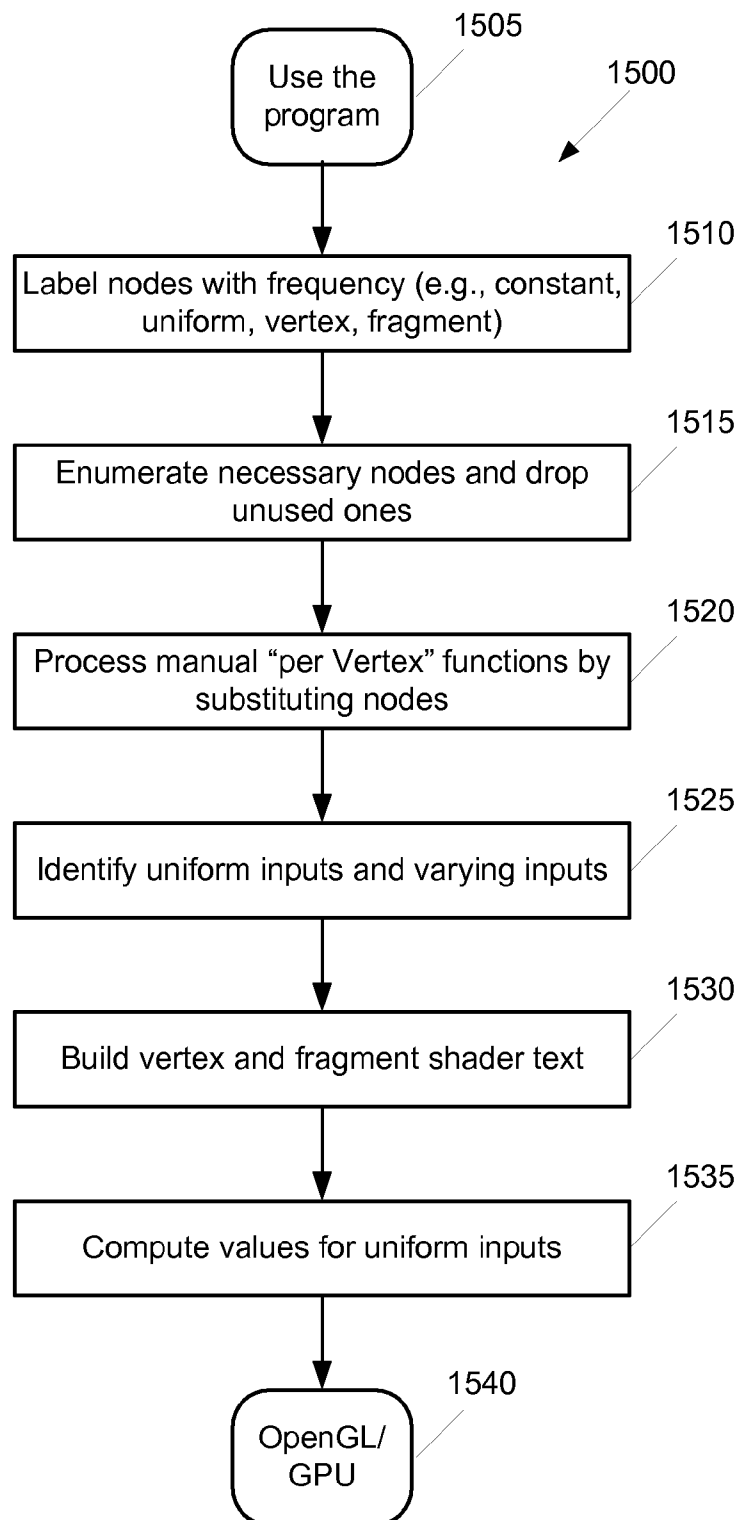 1505
Use the
program
1500
1510
Label nodes with frequency (e.g., constant,
uniform, vertex, fragment)
1515
Enumerate necessary nodes and drop
unused ones
1520
Process manual “per Vertex” functions by
substituting nodes
1525
Identify uniform inputs and varying inputs
1530
Build vertex and fragment shader text
1535
Compute values for uniform inputs
1540
OpenGL/
GPU